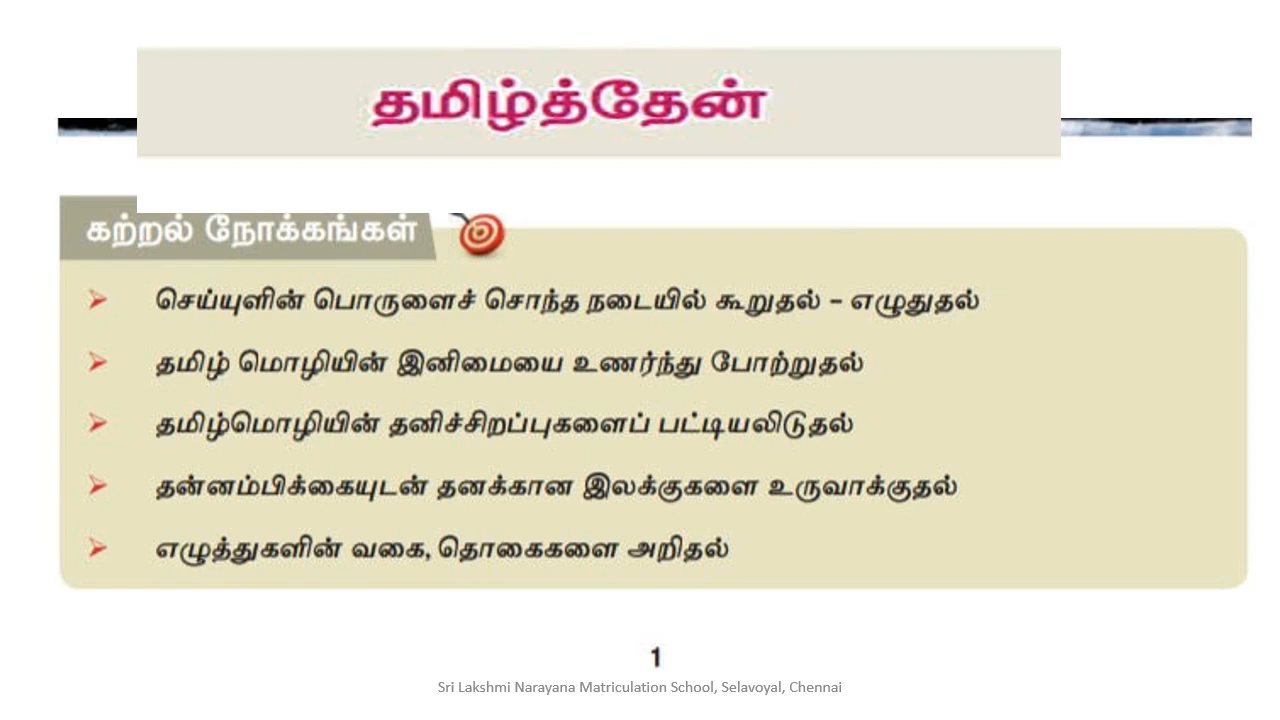 தமிழ்த்தேன்
கற்றல் நோக்கங்கள்
செய்யுளின் பொருளைச் சொந்த நடையில் கூறுதல் – எழுதுதல்
தமிழ் மொழியின் இனிமையை உணர்ந்து போற்றுதல்
தமிழ்மொழியின் தனிச்சிறப்புகளைப் பட்டியலிடுதல்
தன்னம்பிக்கையுடன் தனக்கான இலக்குகளை உருவாக்குதல்
எழுத்துகளின் வகை, தொகைகளை அறிதல்
1
Sri Lakshmi Narayana Matriculation School, Selavoyal, Chennai